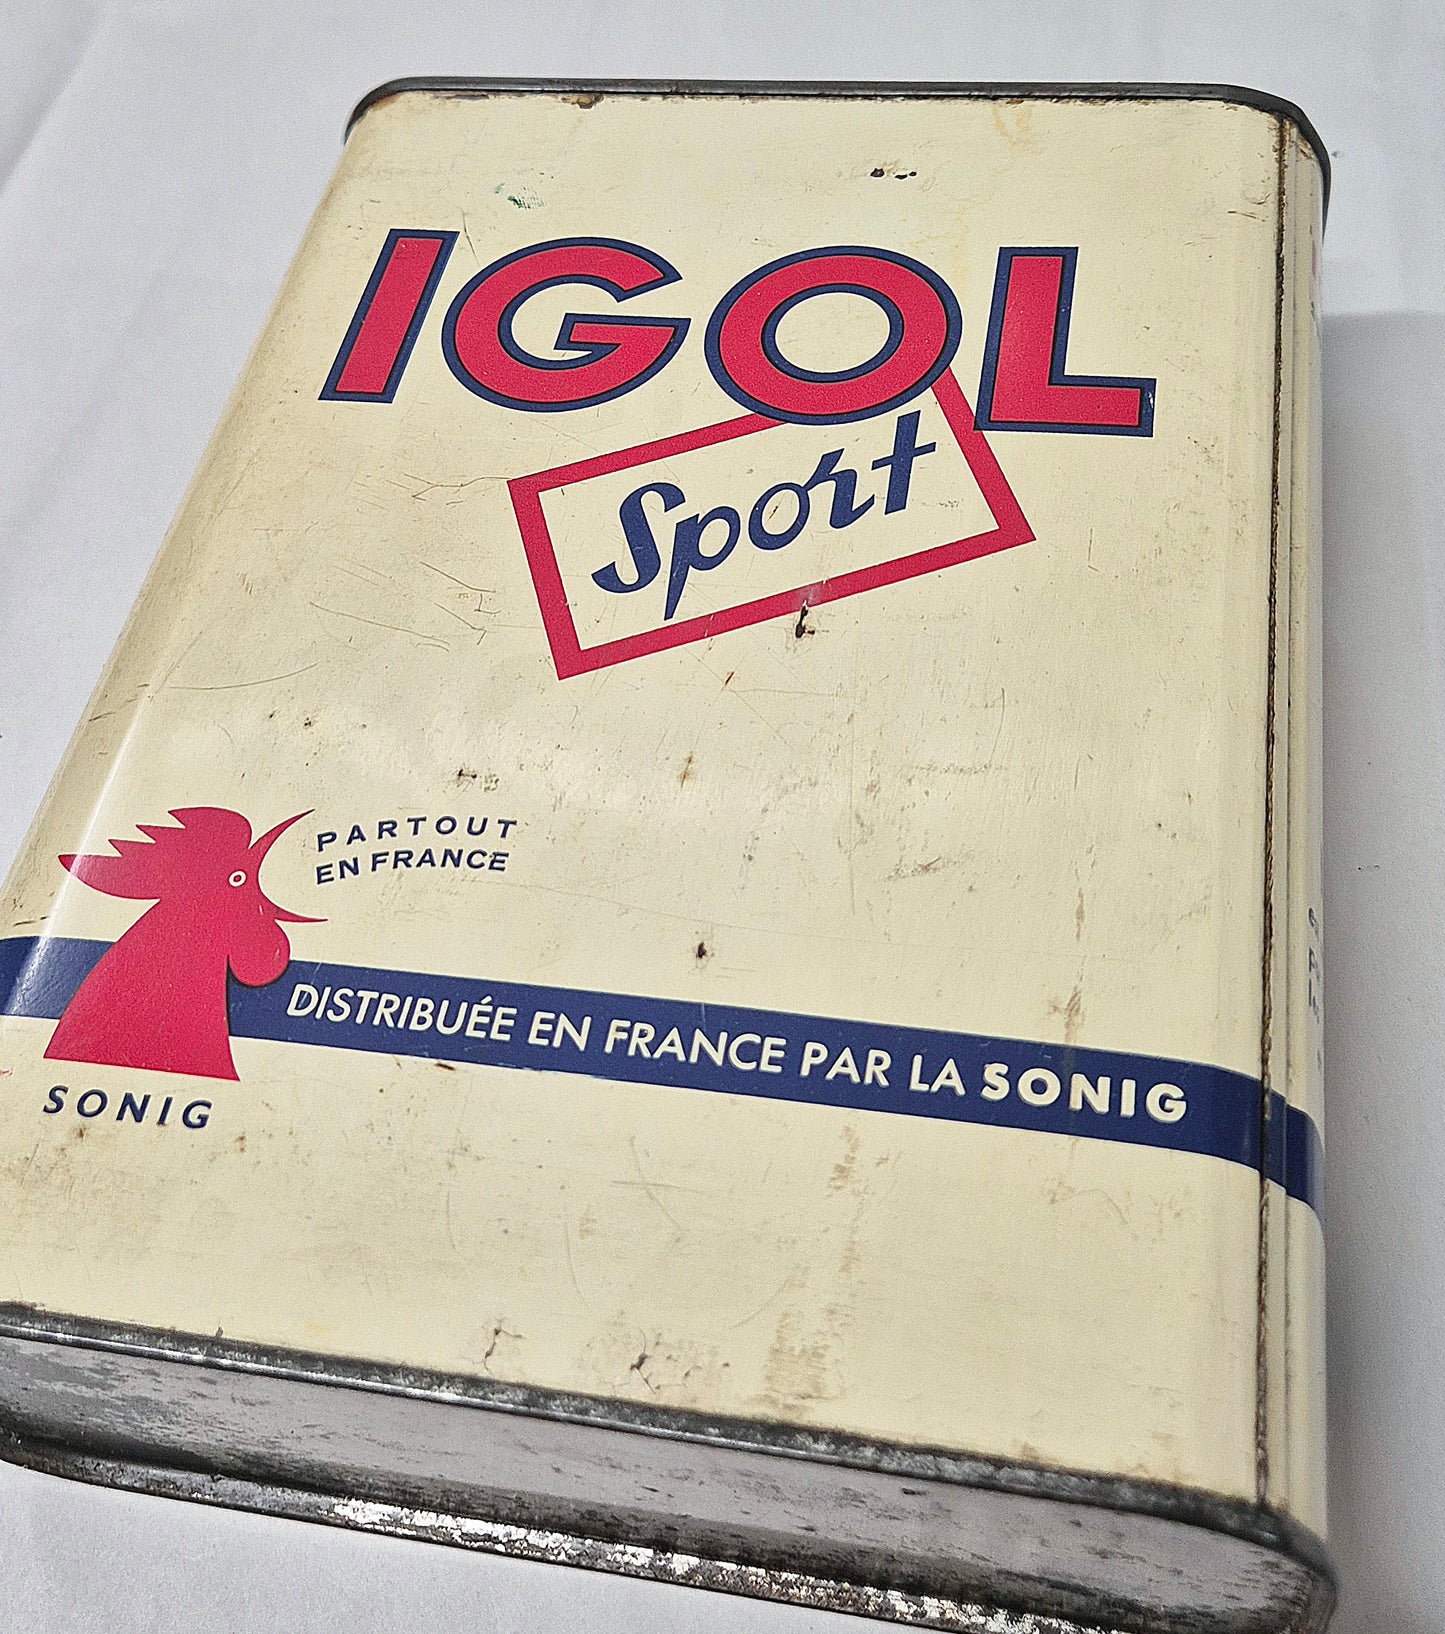 IGOL
Sport
PARTOUT
EN FRANCE
DISTRIBUÉE EN FRANCE PAR LA SONIG
SONIG